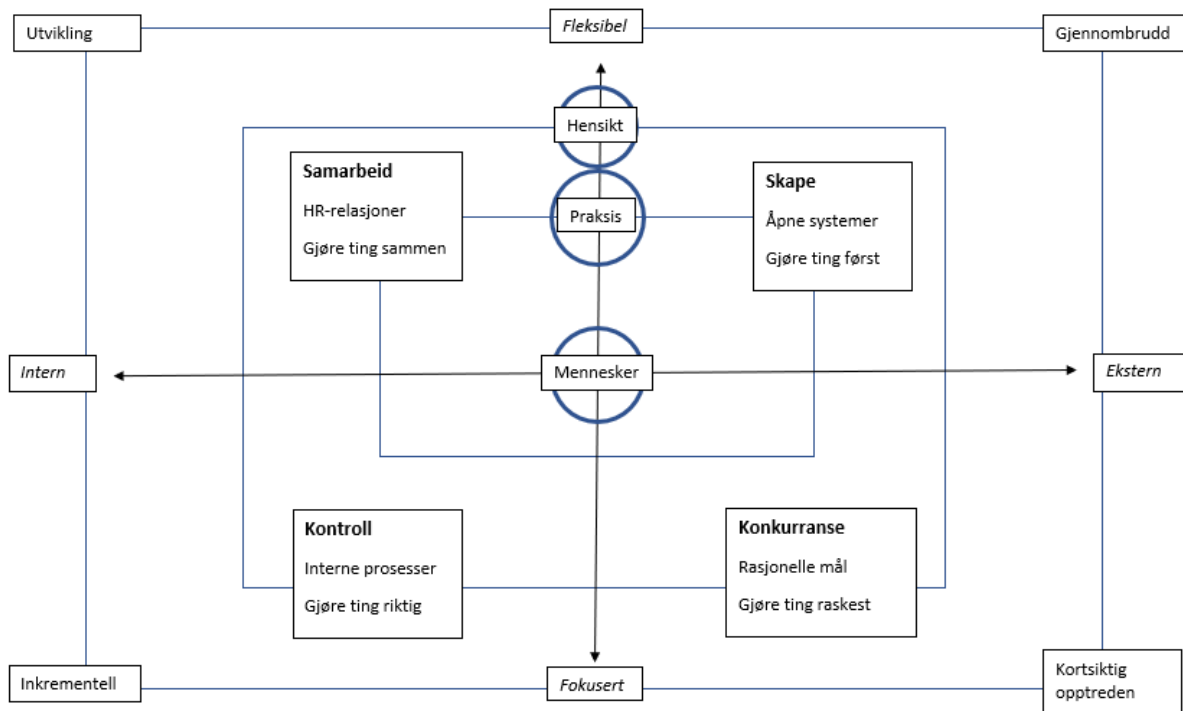 Fleksibel
Utvikling
Gjennombrudd
Hensikt
Samarbeid
HR-relasjoner
Gjøre ting sammen
Praksis
Skape
Åpne systemer
Gjøre ting først
Intern
Mennesker
Ekstern
Kontroll
Interne prosesser
Gjøre ting riktig
Konkurranse
Rasjonelle mål
Gjøre ting raskest
Inkrementell
Fokusert
Kortsiktig
opptreden